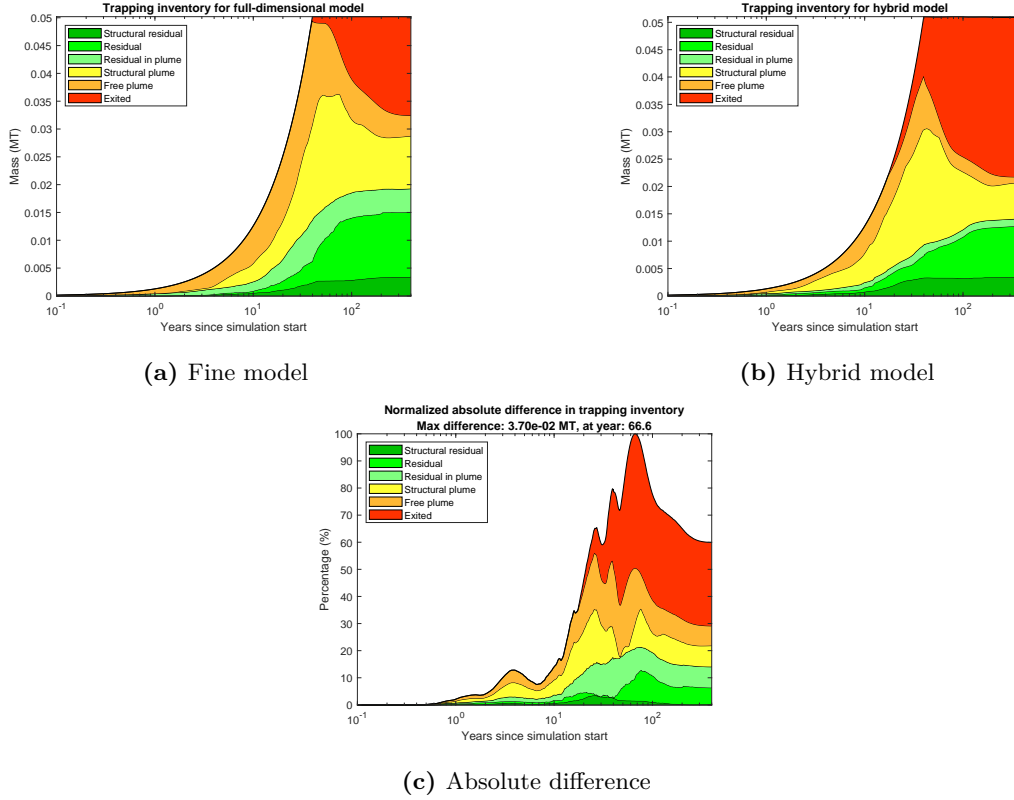 Trapping inventory for full-dimensional model
0.05
0.045
0.04
0.035
0.03
0.025
0.02
0.015
0.01
0.005
0
Mass (MT)
Structural residual
Residual
Residual in plume
Structural plume
Free plume
Exited
10^-1 10^0 10^1 10^2
Years since simulation start
(a) Fine model
Trapping inventory for hybrid model
0.05
0.045
0.04
0.035
0.03
0.025
0.02
0.015
0.01
0.005
0
Mass (MT)
Structural residual
Residual
Residual in plume
Structural plume
Free plume
Exited
10^-1 10^0 10^1 10^2
Years since simulation start
(b) Hybrid model
Normalized absolute difference in trapping inventory
Max difference: 3.70e-02 MT, at year: 66.6
100
90
80
70
60
50
40
30
20
10
0
Percentage (%)
Structural residual
Residual
Residual in plume
Structural plume
Free plume
Exited
10^-1 10^0 10^1 10^2
Years since simulation start
(c) Absolute difference